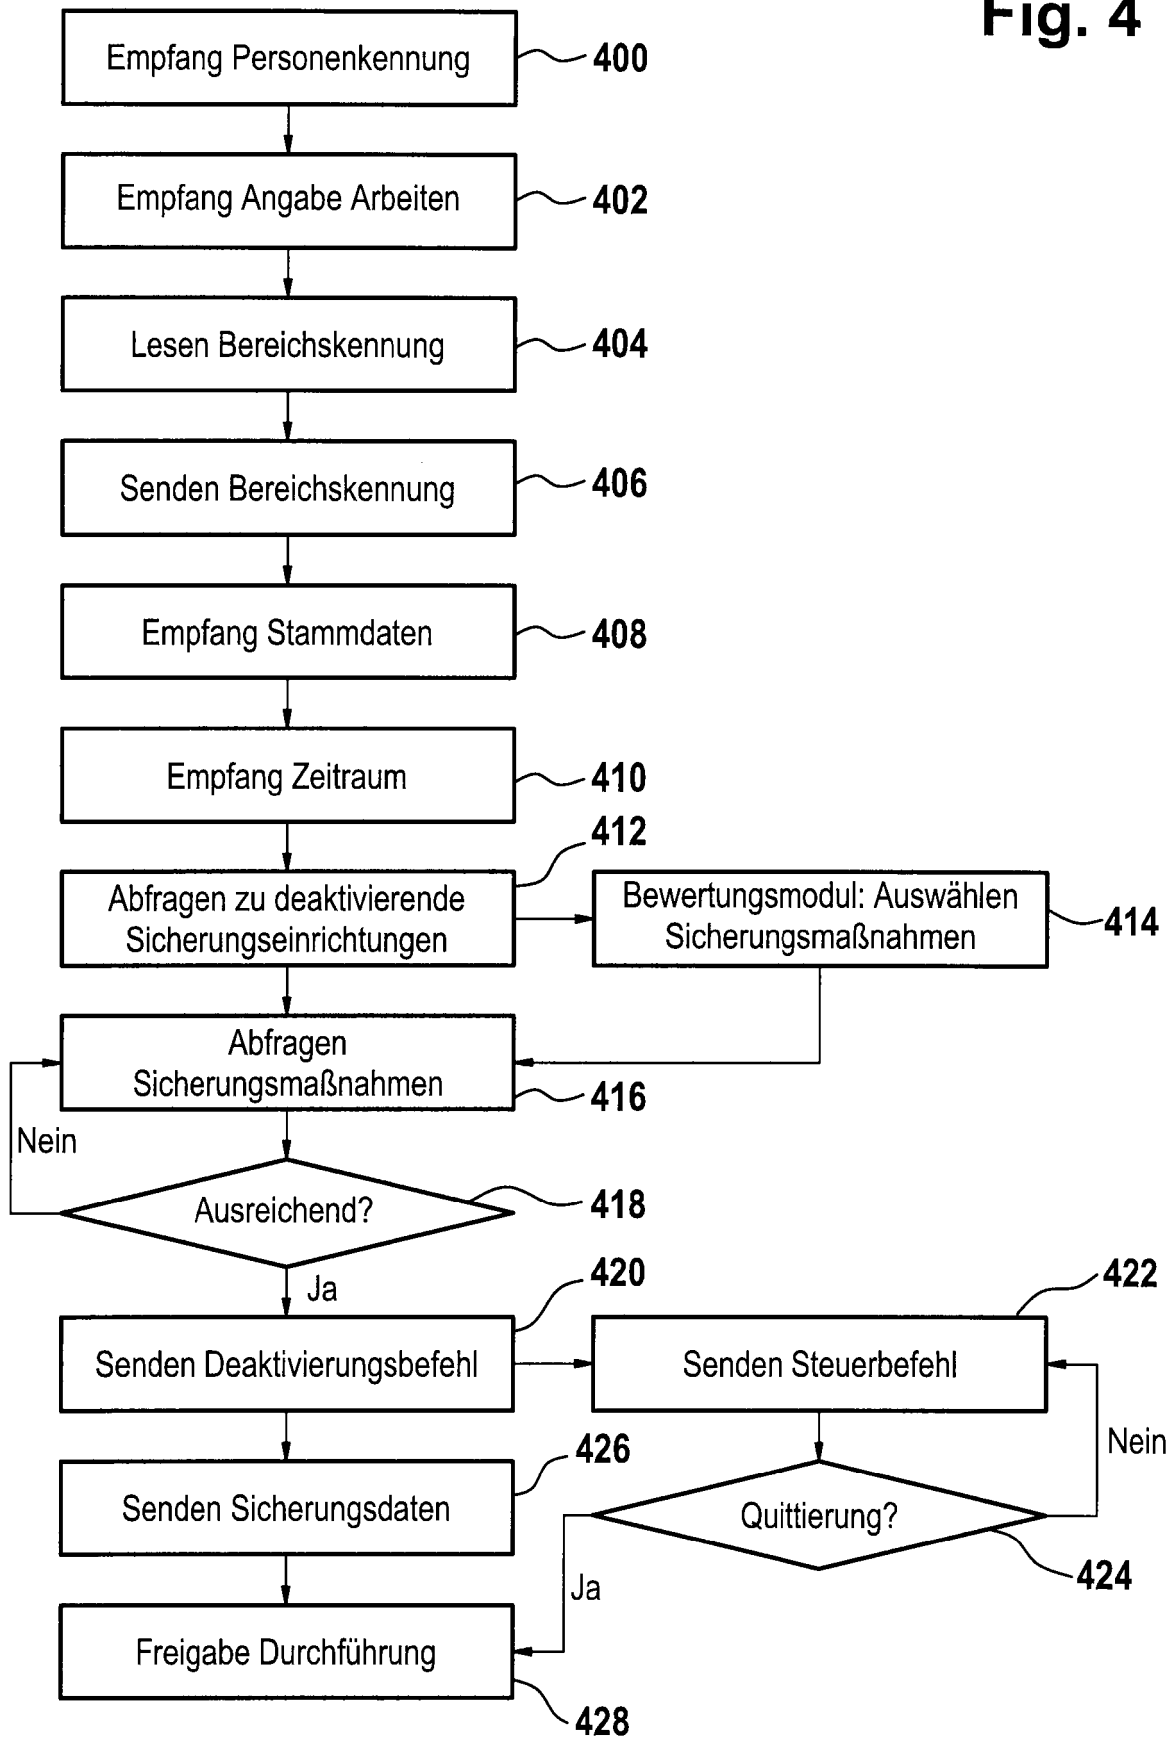 Fig. 4
Empfang Personenkennung
400
Empfang Angabe Arbeiten
402
Lesen Bereichskennung
404
Senden Bereichskennung
406
Empfang Stammdaten
408
Empfang Zeitraum
410
412
Abfragen zu deaktivierende
Sicherungseinrichtungen
Bewertungsmodul: Auswählen
Sicherungsmaßnahmen
414
Abfragen
Sicherungsmaßnahmen
416
Nein
Ausreichend?
418
Ja
420
422
Senden Deaktivierungsbefehl
Senden Steuerbefehl
Nein
426
Senden Sicherungsdaten
Quittierung?
424
Ja
Freigabe Durchführung
428